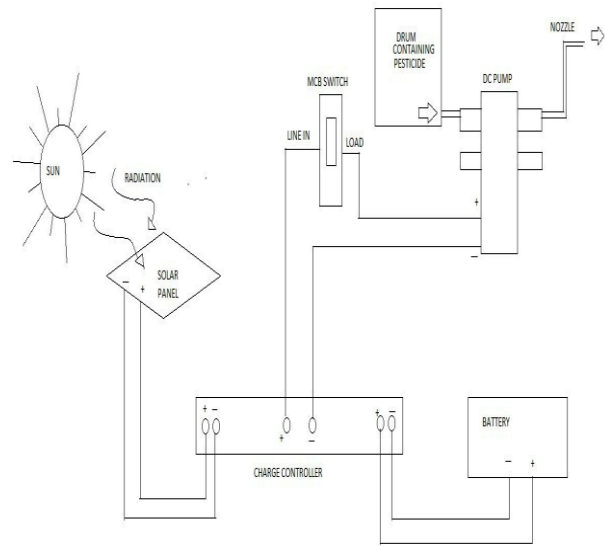 DRUM
CONTAINING
PESTICIDE
NOZZLE
DC PUMP
MCB SWITCH
LINE IN
LOAD
SUN
RADIATION
+
–
SOLAR
PANEL
– +
+ –
+ –
+ –
BATTERY
– +
CHARGE CONTROLLER